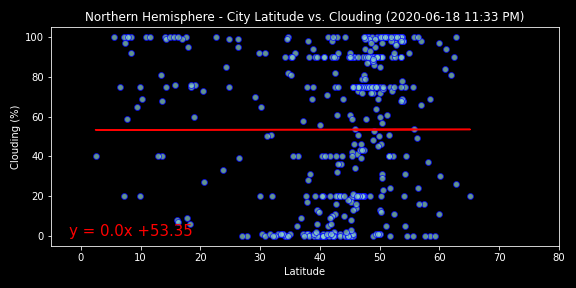 Northern Hemisphere - City Latitude vs. Clouding (2020-06-18 11:33 PM)
Clouding (%)
100
80
60
40
20
0
y = 0.0x +53.35
0 10 20 30 40 50 60 70 80
Latitude